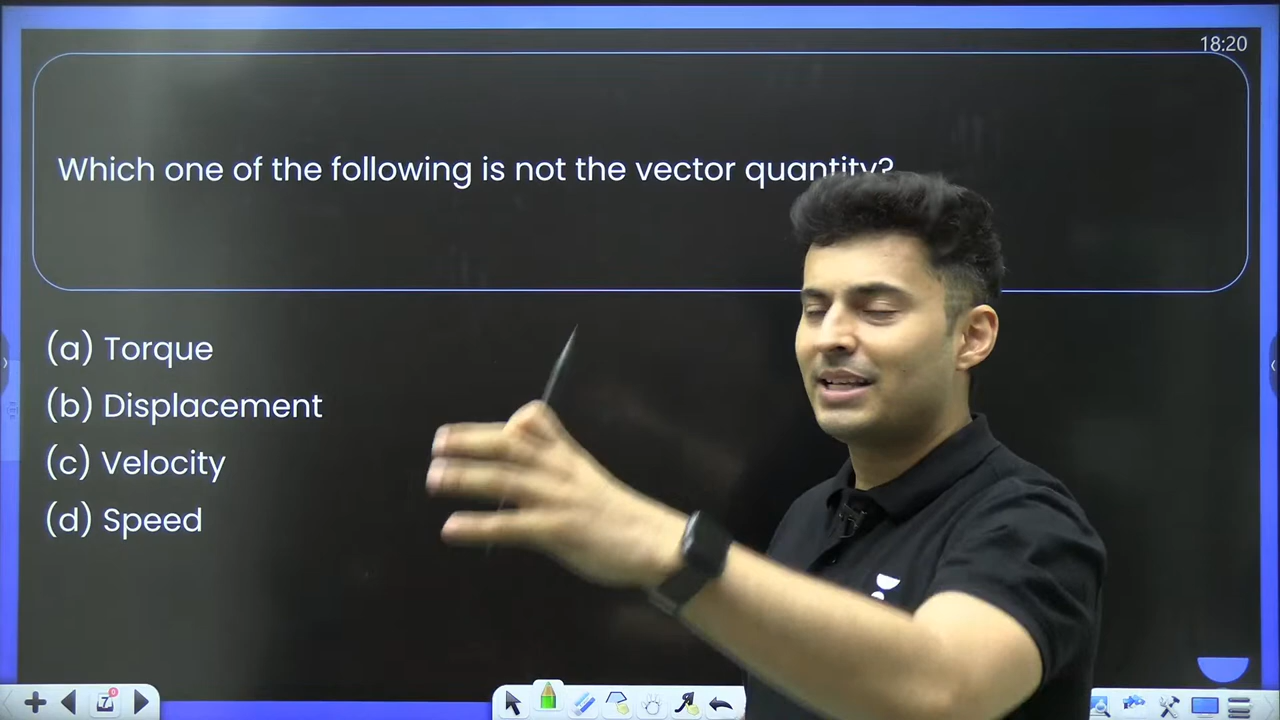 18:20
Which one of the following is not the vector quantity?
(a) Torque
(b) Displacement
(c) Velocity
(d) Speed